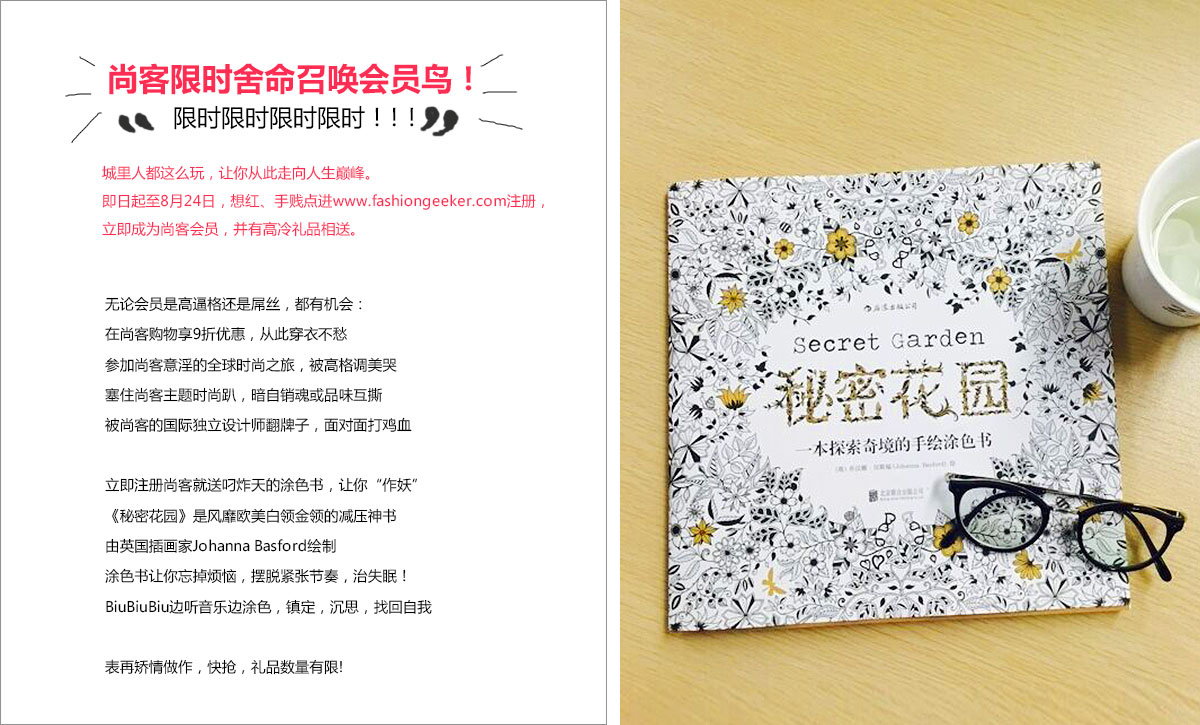 尚客限时舍命召唤会员鸟！
限时限时限时限时！！！
城里人都这么玩，让你从此走向人生巅峰。
即日起至8月24日，想红、手贱点进www.fashiongeeker.com注册，
立即成为尚客会员，并有高冷礼品相送。
无论会员是高逼格还是屌丝，都有机会：
在尚客购物享9折优惠，从此穿衣不愁
参加尚客意淫的全球时尚之旅，被高格调美哭
塞住尚客主题时尚趴，暗自销魂或品味互撕
被尚客的国际独立设计师翻牌子，面对面打鸡血
立即注册尚客就送叼炸天的涂色书，让你“作妖”
《秘密花园》是风靡欧美白领金领的减压神书
由英国插画家Johanna Basford绘制
涂色书让你忘掉烦恼，摆脱紧张节奏，治失眠！
BiuBiuBiu边听音乐边涂色，镇定，沉思，找回自我
表再矫情做作，快抢，礼品数量有限!
后浪出版公司
Secret Garden
秘密花园
一本探索奇境的手绘涂色书
(Johanna Basford) 绘
北京联合出版公司